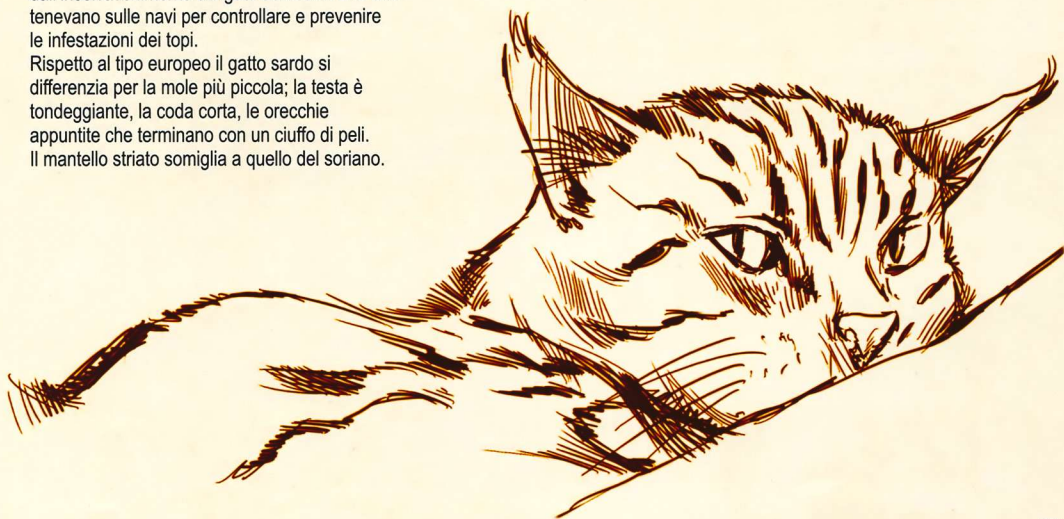 tenevano sulle navi per controllare e prevenire
le infestazioni dei topi.
Rispetto al tipo europeo il gatto sardo si
differenzia per la mole più piccola; la testa è
tondeggiante, la coda corta, le orecchie
appuntite che terminano con un ciuffo di peli.
Il mantello striato somiglia a quello del soriano.